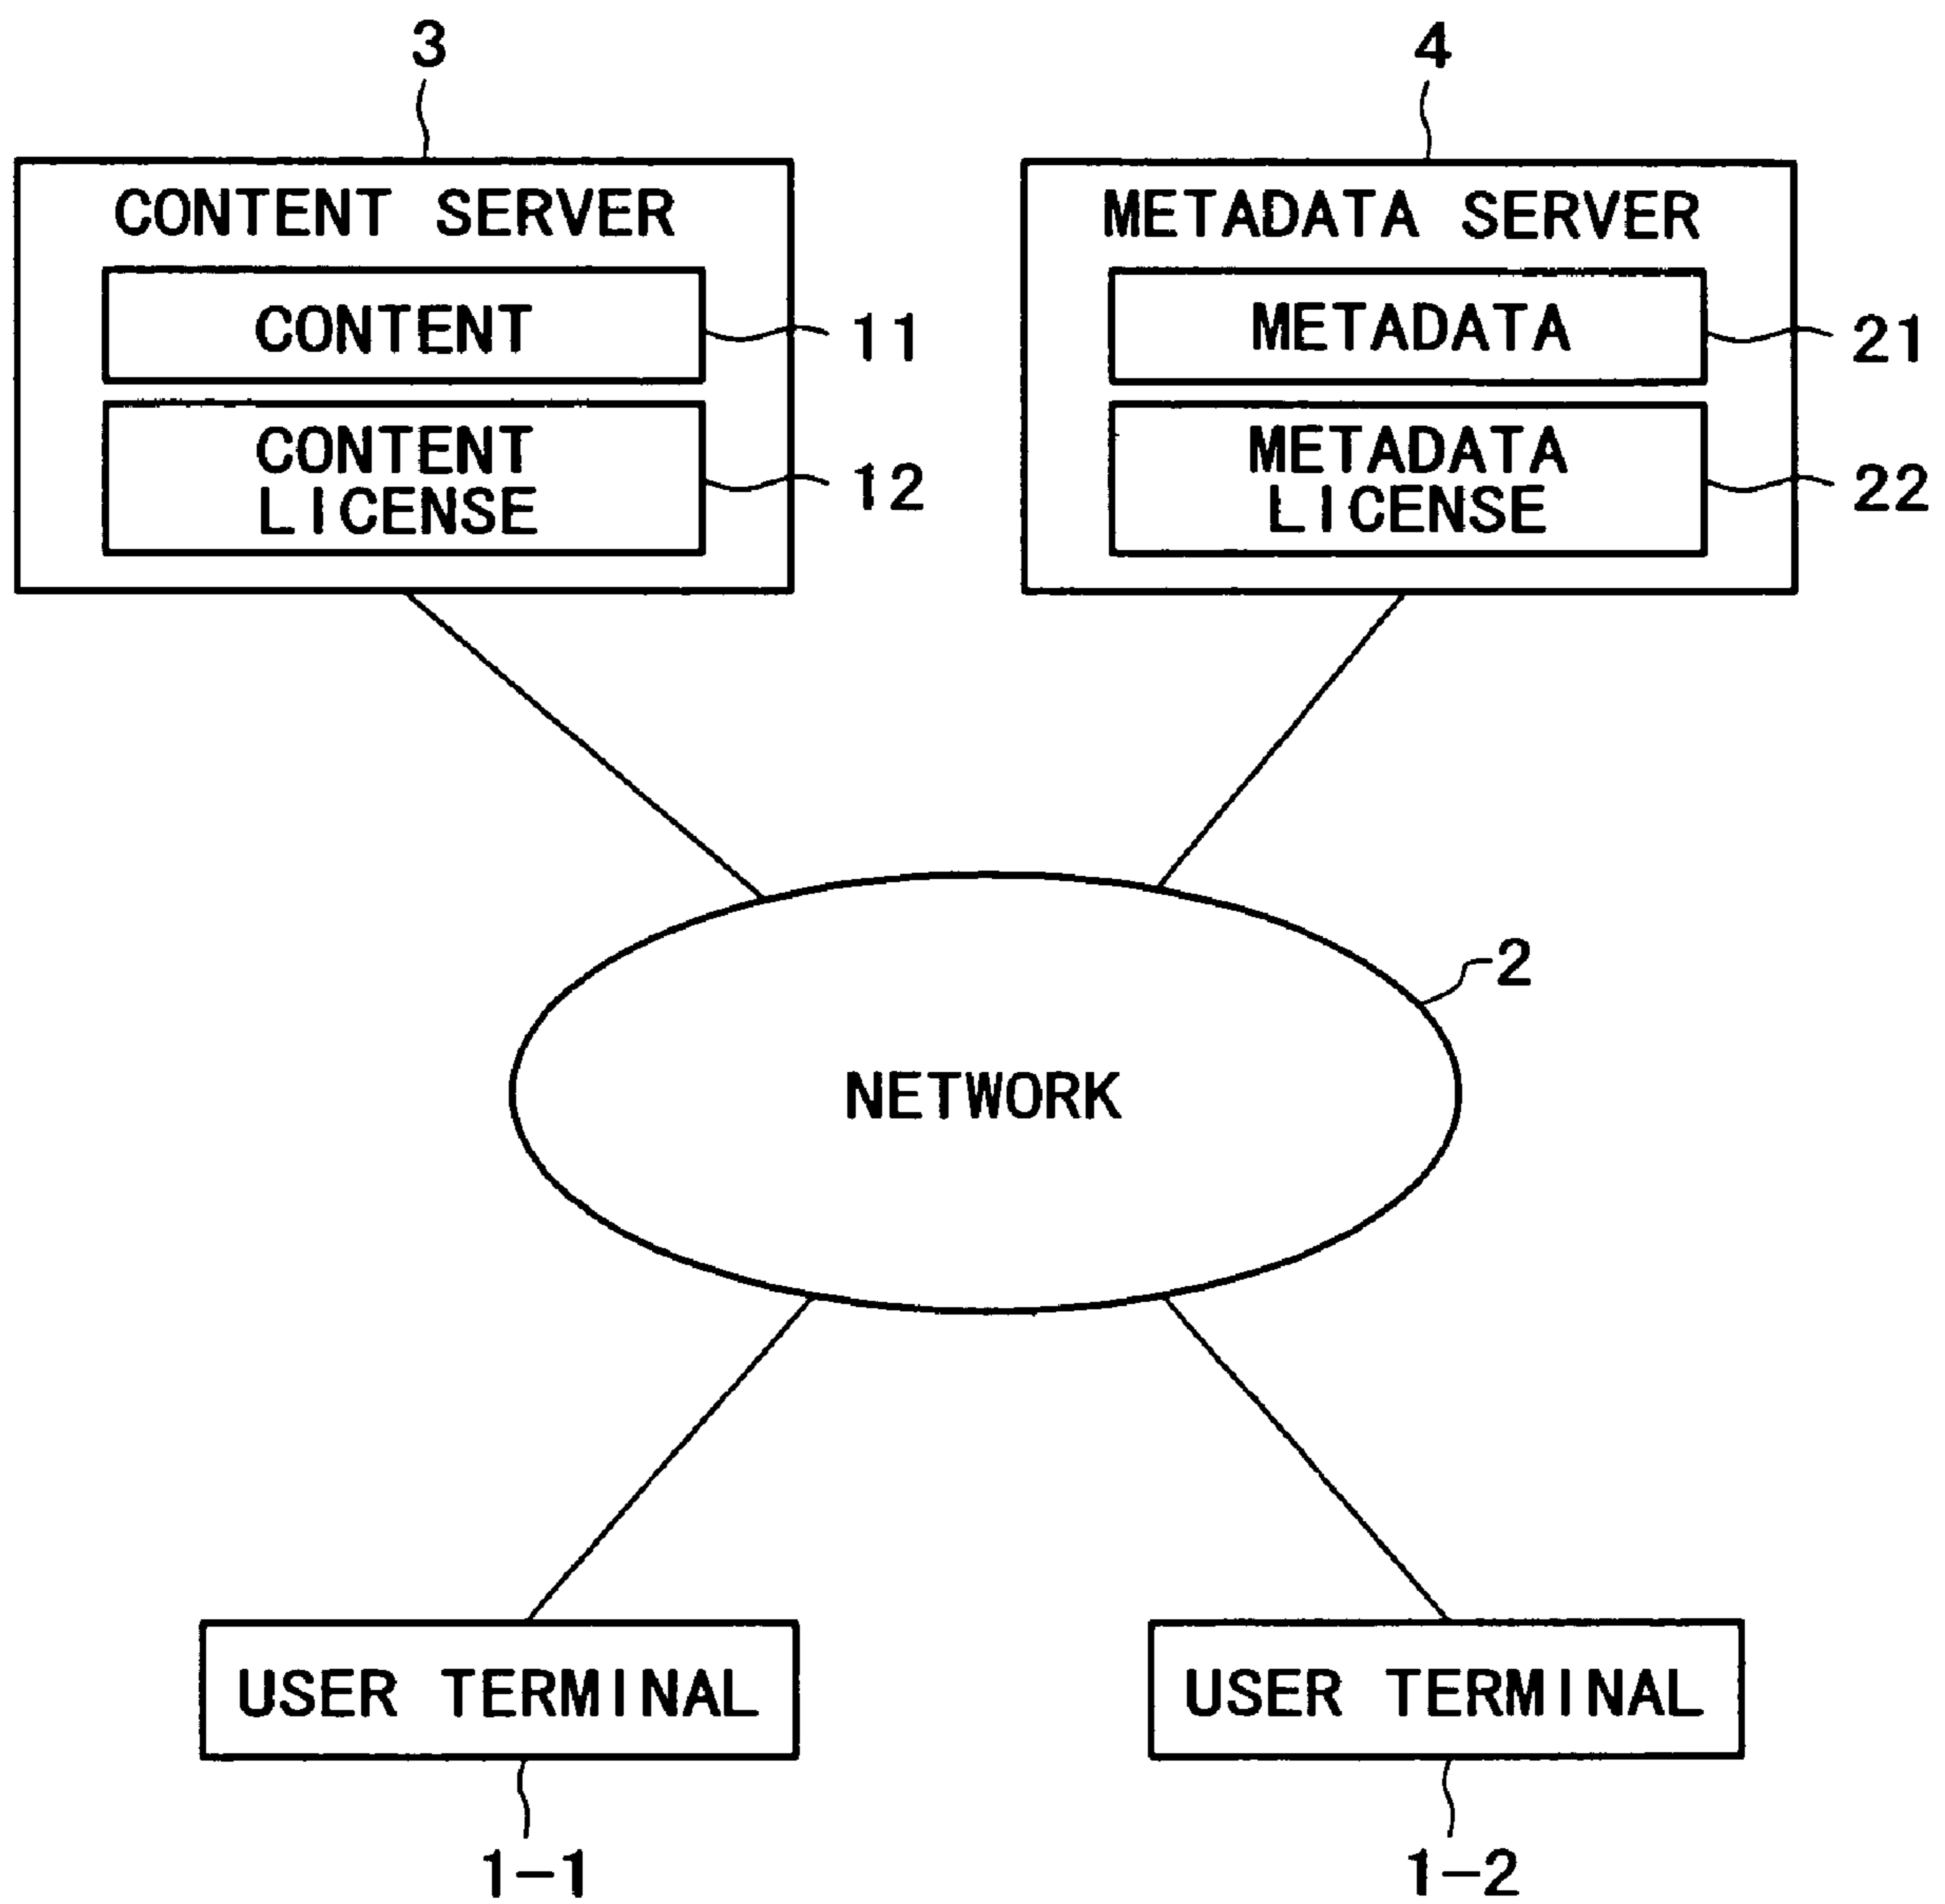 3
4
CONTENT SERVER
METADATA SERVER
CONTENT
11
METADATA
21
CONTENT
LICENSE
12
METADATA
LICENSE
22
2
NETWORK
USER TERMINAL
USER TERMINAL
1-1
1-2